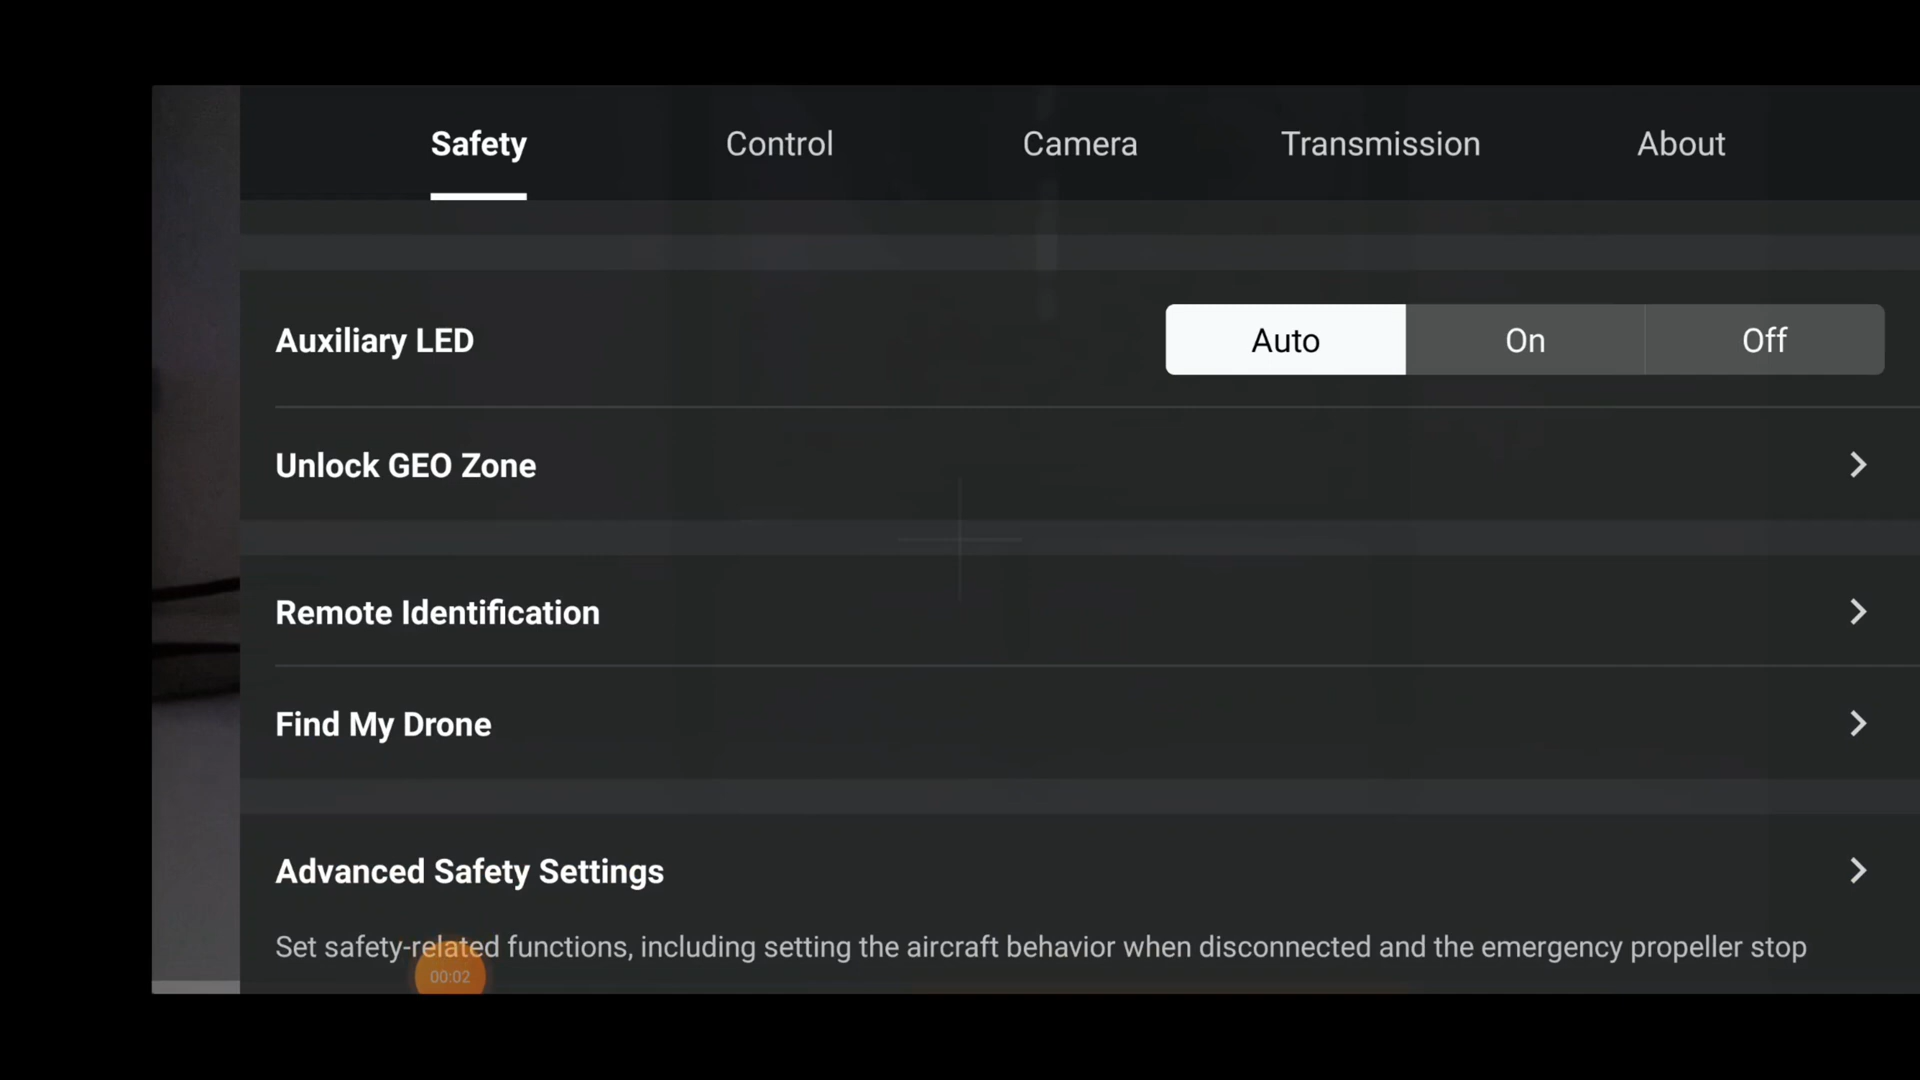 Safety Control Camera Transmission About
Auxiliary LED Auto On Off
Unlock GEO Zone
Remote Identification
Find My Drone
Advanced Safety Settings
Set safety-related functions, including setting the aircraft behavior when disconnected and the emergency propeller stop
00:02